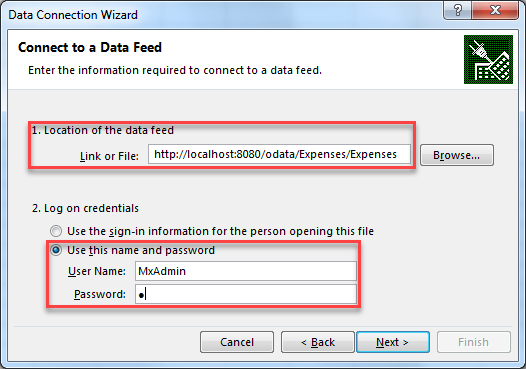 Data Connection Wizard
Connect to a Data Feed
Enter the information required to connect to a data feed.
1. Location of the data feed
Link or File: http://localhost:8080/odata/Expenses/Expenses Browse...
2. Log on credentials
Use the sign-in information for the person opening this file
Use this name and password
User Name: MxAdmin
Password: ●
Cancel < Back Next > Finish